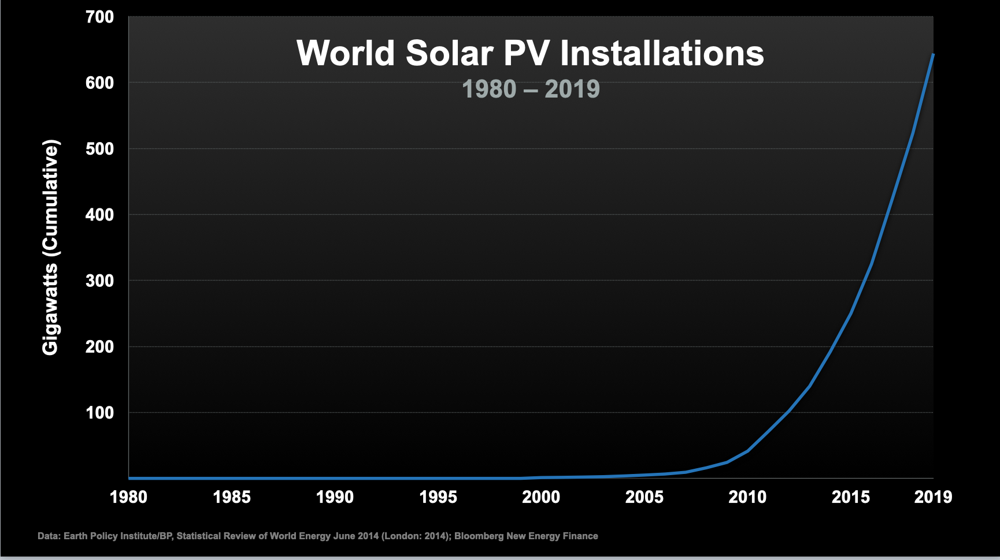 World Solar PV Installations
1980 – 2019
Gigawatts (Cumulative)
700
600
500
400
300
200
100
1980 1985 1990 1995 2000 2005 2010 2015 2019
Data: Earth Policy Institute/BP, Statistical Review of World Energy June 2014 (London: 2014); Bloomberg New Energy Finance